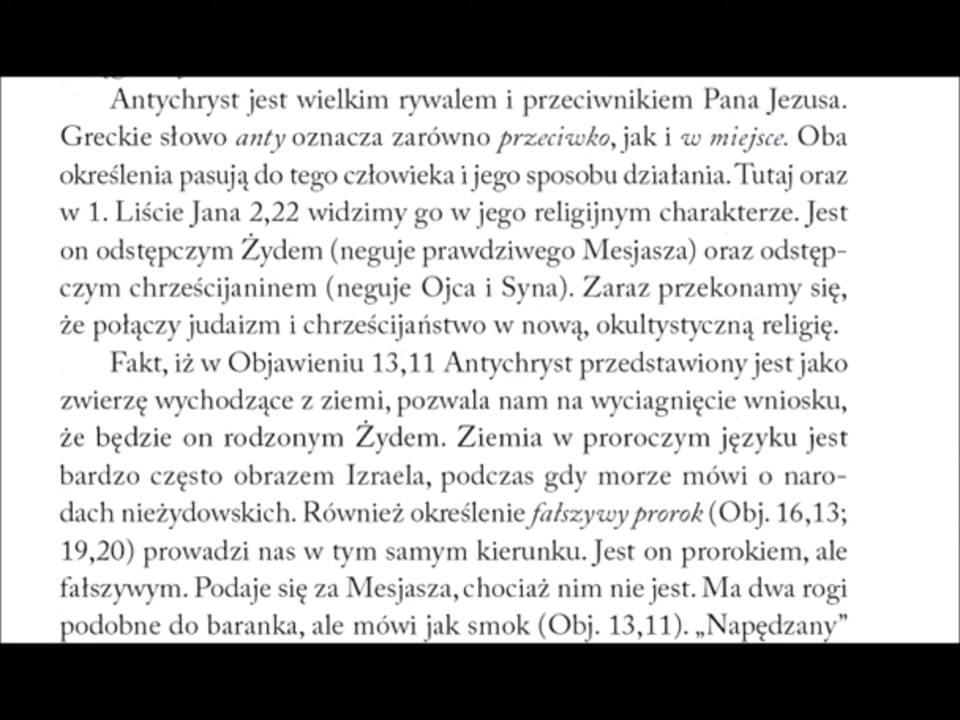 Antychryst jest wielkim rywalem i przeciwnikiem Pana Jezusa.
Greckie słowo anty oznacza zarówno przeciwko, jak i w miejsce. Oba
określenia pasują do tego człowieka i jego sposobu działania. Tutaj oraz
w 1. Liście Jana 2,22 widzimy go w jego religijnym charakterze. Jest
on odstępczym Żydem (neguje prawdziwego Mesjasza) oraz odstęp-
czym chrześcijaninem (neguje Ojca i Syna). Zaraz przekonamy się,
że połączy judaizm i chrześcijaństwo w nową, okultystyczną religię.
Fakt, iż w Objawieniu 13,11 Antychryst przedstawiony jest jako
zwierzę wychodzące z ziemi, pozwala nam na wyciagnięcie wniosku,
że będzie on rodzonym Żydem. Ziemia w proroczym języku jest
bardzo często obrazem Izraela, podczas gdy morze mówi o naro-
dach nieżydowskich. Również określenie fałszywy prorok (Obj. 16,13;
19,20) prowadzi nas w tym samym kierunku. Jest on prorokiem, ale
fałszywym. Podaje się za Mesjasza, chociaż nim nie jest. Ma dwa rogi
podobne do baranka, ale mówi jak smok (Obj. 13,11). „Napędzany”